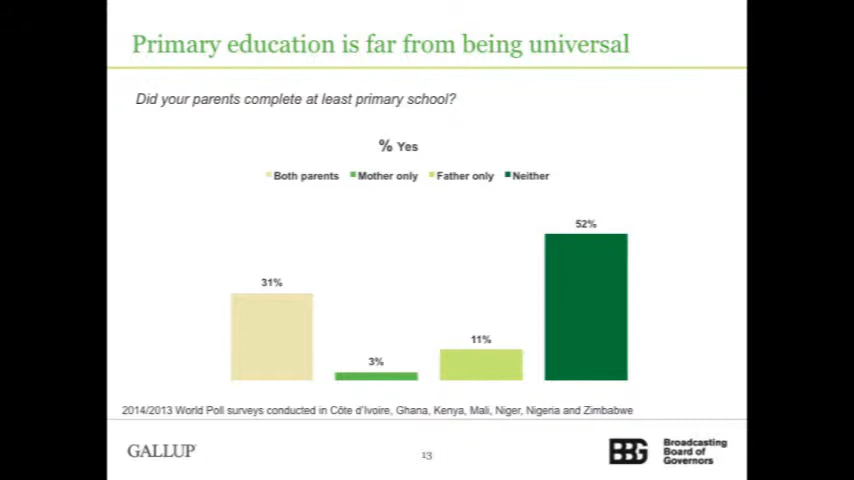 Primary education is far from being universal
Did your parents complete at least primary school?
% Yes
Both parents Mother only Father only Neither
52%
31%
11%
3%
2014/2013 World Poll surveys conducted in Côte d'Ivoire, Ghana, Kenya, Mali, Niger, Nigeria and Zimbabwe
GALLUP
13
BBG
Broadcasting
Board of
Governors